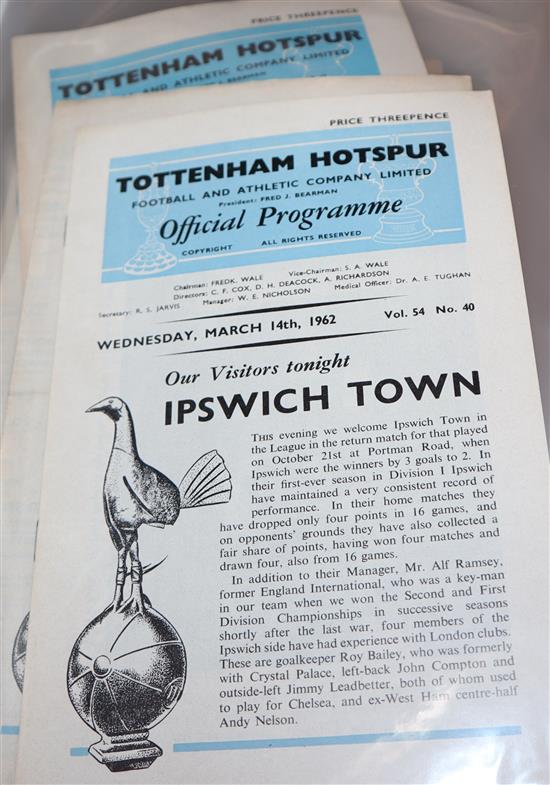 PRICE THREEPENCE
TOTTENHAM HOTSPUR
AND ATHLETIC COMPANY LIMITED
BEARMAN
PRICE THREEPENCE
TOTTENHAM HOTSPUR
FOOTBALL AND ATHLETIC COMPANY LIMITED
President: FRED J. BEARMAN
Official Programme
COPYRIGHT ALL RIGHTS RESERVED
Chairman: FREDK. WALE Vice-Chairman: S. A. WALE
Directors: C. F. COX, D. H. DEACOCK, A. RICHARDSON
Secretary: R. S. JARVIS Manager: W. E. NICHOLSON Medical Officer: Dr. A. E. TUGHAN
WEDNESDAY, MARCH 14th, 1962 Vol. 54 No. 40
Our Visitors tonight
IPSWICH TOWN
THIS evening we welcome Ipswich Town in
the League in the return match for that played
on October 21st at Portman Road, when
Ipswich were the winners by 3 goals to 2. In
their first-ever season in Division I Ipswich
have maintained a very consistent record of
performance. In their home matches they
have dropped only four points in 16 games, and
on opponents' grounds they have also collected a
fair share of points, having won four matches and
drawn four, also from 16 games.
In addition to their Manager, Mr. Alf Ramsey,
former England International, who was a key-man
in our team when we won the Second and First
Division Championships in successive seasons
shortly after the last war, four members of the
Ipswich side have had experience with London clubs.
These are goalkeeper Roy Bailey, who was formerly
with Crystal Palace, left-back John Compton and
outside-left Jimmy Leadbetter, both of whom used
to play for Chelsea, and ex-West Ham centre-half
Andy Nelson.